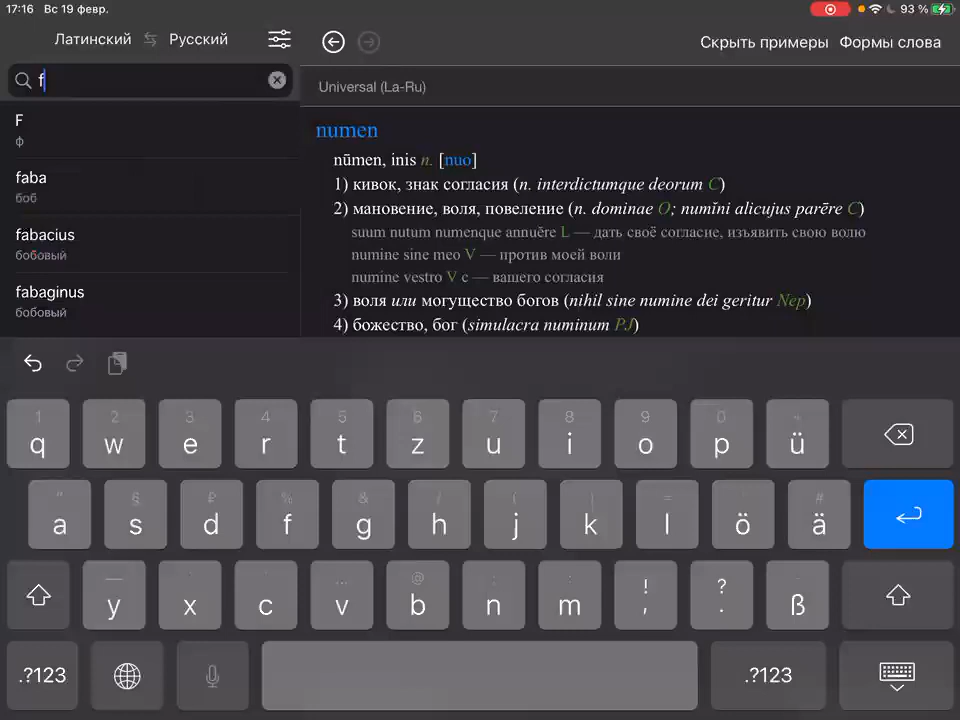 17:16 Вс 19 февр. 93 %
Латинский Русский
Скрыть примеры Формы слова
f
Universal (La-Ru)
F
ф
faba
боб
fabacius
бобовый
fabaginus
бобовый
numen
nūmen, inis n. [nuo]
1) кивок, знак согласия (n. interdictumque deorum C)
2) мановение, воля, повеление (n. dominae O; numĭni alicujus parēre C)
suum nutum numenque annuĕre L — дать своё согласие, изъявить свою волю
numine sine meo V — против моей воли
numine vestro V с — вашего согласия
3) воля или могущество богов (nihil sine numine dei geritur Nep)
4) божество, бог (simulacra numinum PJ)
1 2 3 4 5 6 7 8 9 0 +
q w e r t z u i o p ü
" § ₽ % & / ( ) = #
a s d f g h j k l ö ä
— ... @ : ! ?
y x c v b n m , . ß
.?123 .?123